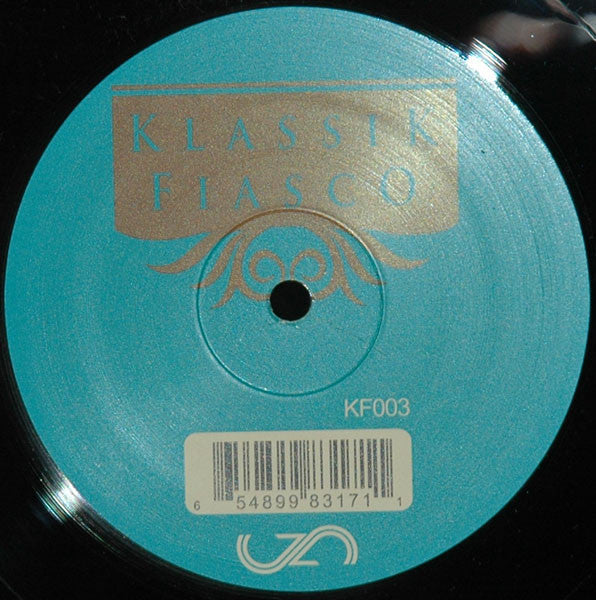 KLASSIK
FIASCO
KF003
6 54899 83171 1